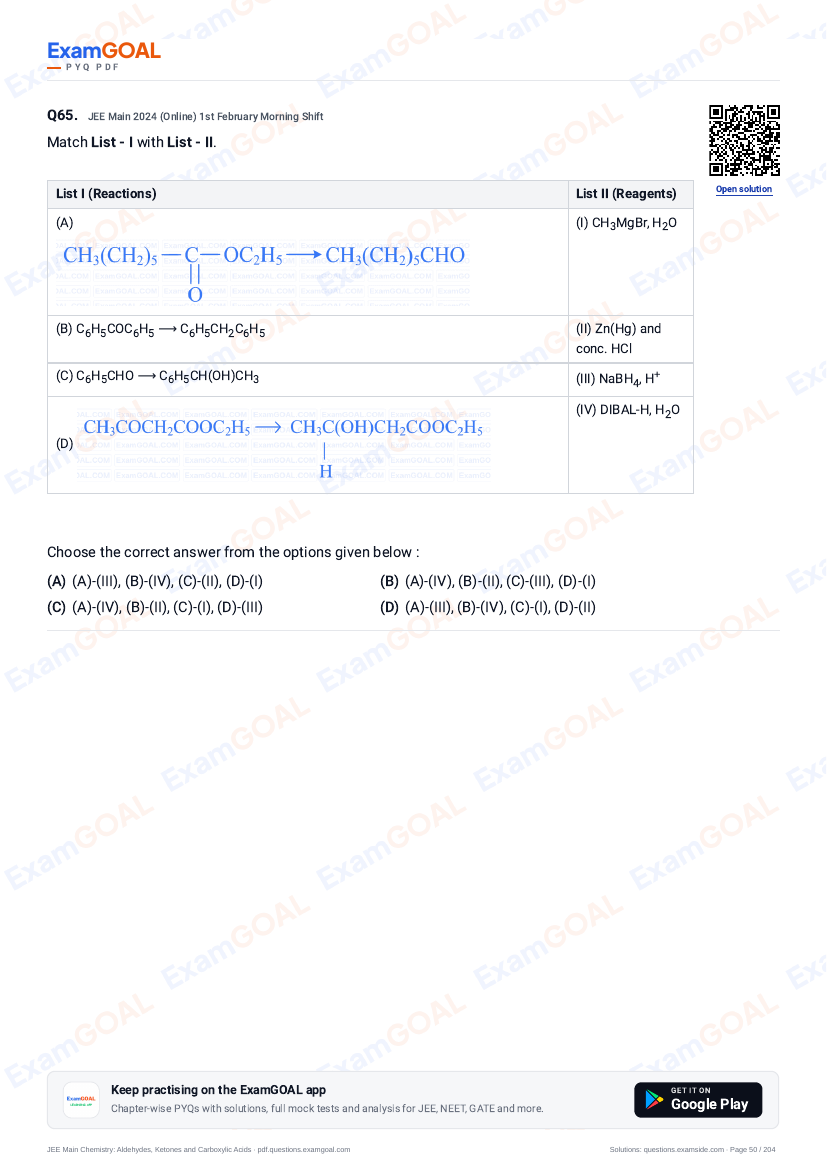 ExamGOAL
PYQ PDF
Q65. JEE Main 2024 (Online) 1st February Morning Shift
Match List - I with List - II.
Open solution
List I (Reactions) List II (Reagents)
(A) (I) CH₃MgBr, H₂O
CH₃(CH₂)₅—C—OC₂H₅⟶CH₃(CH₂)₅CHO
||
O
(B) C₆H₅COC₆H₅ ⟶ C₆H₅CH₂C₆H₅ (II) Zn(Hg) and
conc. HCl
(C) C₆H₅CHO ⟶ C₆H₅CH(OH)CH₃ (III) NaBH₄, H⁺
(IV) DIBAL-H, H₂O
(D) CH₃COCH₂COOC₂H₅ ⟶ CH₃C(OH)CH₂COOC₂H₅
|
H
Choose the correct answer from the options given below :
(A) (A)-(III), (B)-(IV), (C)-(II), (D)-(I) (B) (A)-(IV), (B)-(II), (C)-(III), (D)-(I)
(C) (A)-(IV), (B)-(II), (C)-(I), (D)-(III) (D) (A)-(III), (B)-(IV), (C)-(I), (D)-(II)
ExamGOAL
Keep practising on the ExamGOAL app
Chapter-wise PYQs with solutions, full mock tests and analysis for JEE, NEET, GATE and more.
GET IT ON
Google Play
JEE Main Chemistry: Aldehydes, Ketones and Carboxylic Acids · pdf.questions.examgoal.com Solutions: questions.examside.com · Page 50 / 204